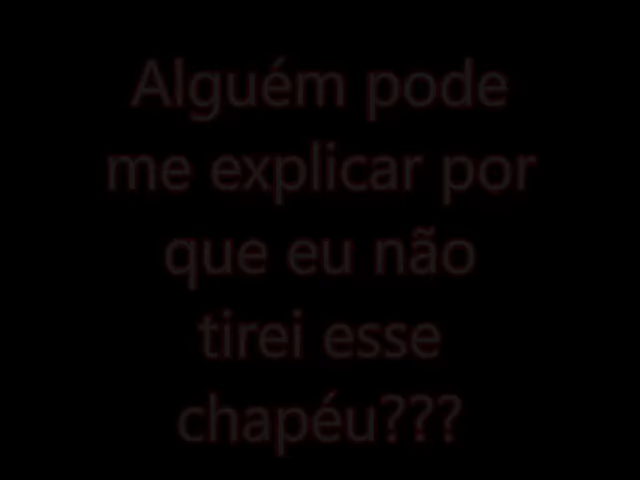 Alguém pode
me explicar por
que eu não
tirei esse
chapéu???